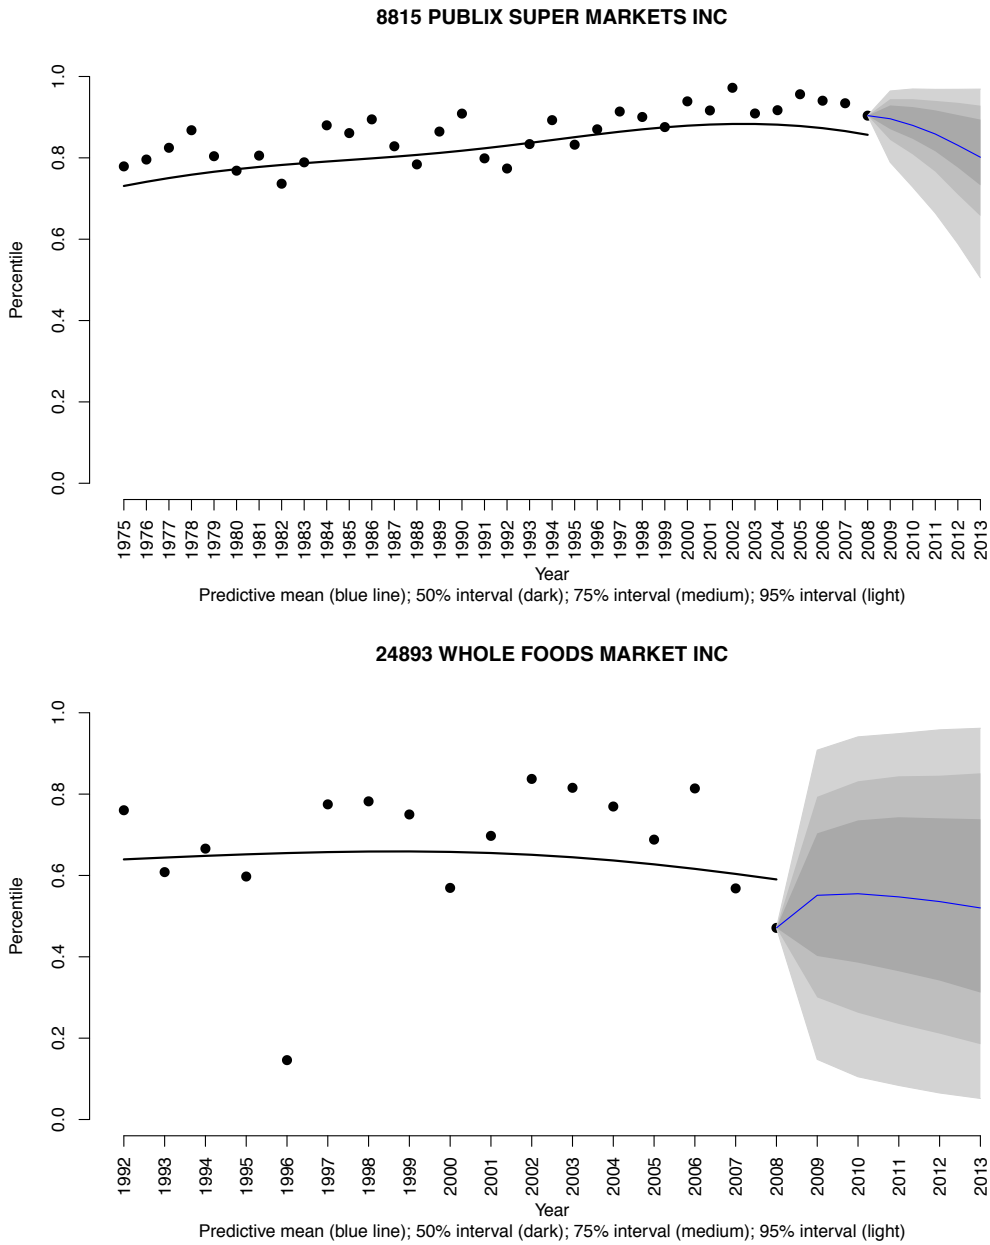 8815 PUBLIX SUPER MARKETS INC
Percentile
1.0
0.8
0.6
0.4
0.2
0.0
1975 1976 1977 1978 1979 1980 1981 1982 1983 1984 1985 1986 1987 1988 1989 1990 1991 1992 1993 1994 1995 1996 1997 1998 1999 2000 2001 2002 2003 2004 2005 2006 2007 2008 2009 2010 2011 2012 2013
Year
Predictive mean (blue line); 50% interval (dark); 75% interval (medium); 95% interval (light)
24893 WHOLE FOODS MARKET INC
Percentile
1.0
0.8
0.6
0.4
0.2
0.0
1992 1993 1994 1995 1996 1997 1998 1999 2000 2001 2002 2003 2004 2005 2006 2007 2008 2009 2010 2011 2012 2013
Year
Predictive mean (blue line); 50% interval (dark); 75% interval (medium); 95% interval (light)